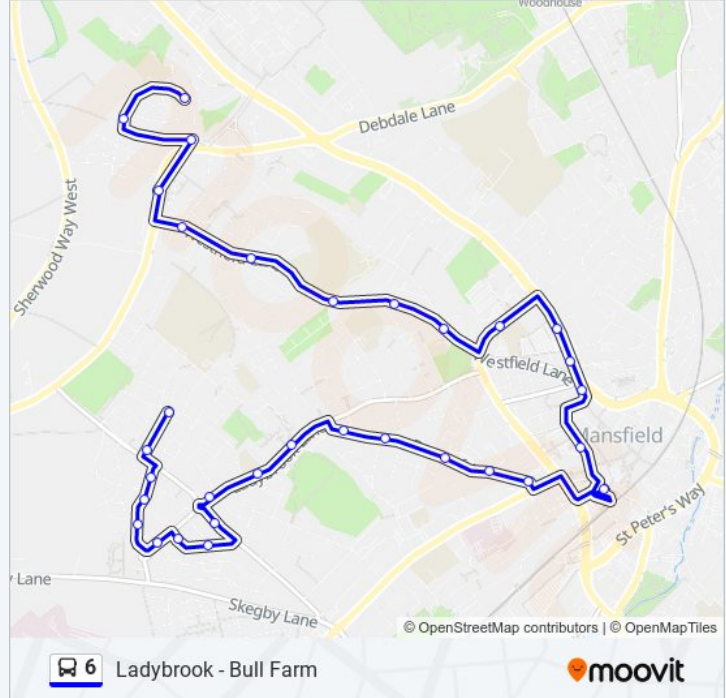 Woodhouse
Debdale Lane
Sherwood Way West
Westfield Lane
Mansfield
St Peter's Way
Lane
Skegby Lane
© OpenStreetMap contributors | © OpenMapTiles
6 Ladybrook - Bull Farm
moovit